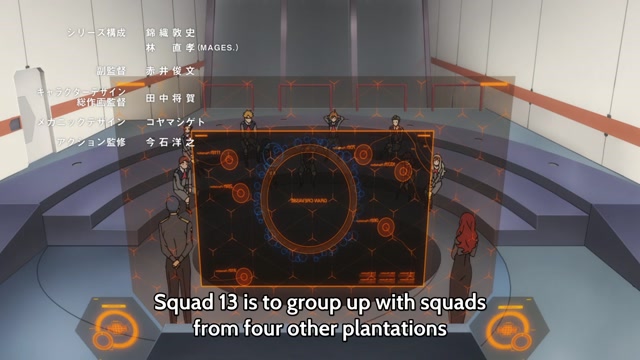 シリーズ構成 錦織敦史
林 直孝(MAGES.)
副監督 赤井俊文
キャラクターデザイン
総作画監督 田中将賀
メカニックデザイン コヤマシゲト
アクション監修 今石洋之
Squad 13 is to group up with squads
from four other plantations